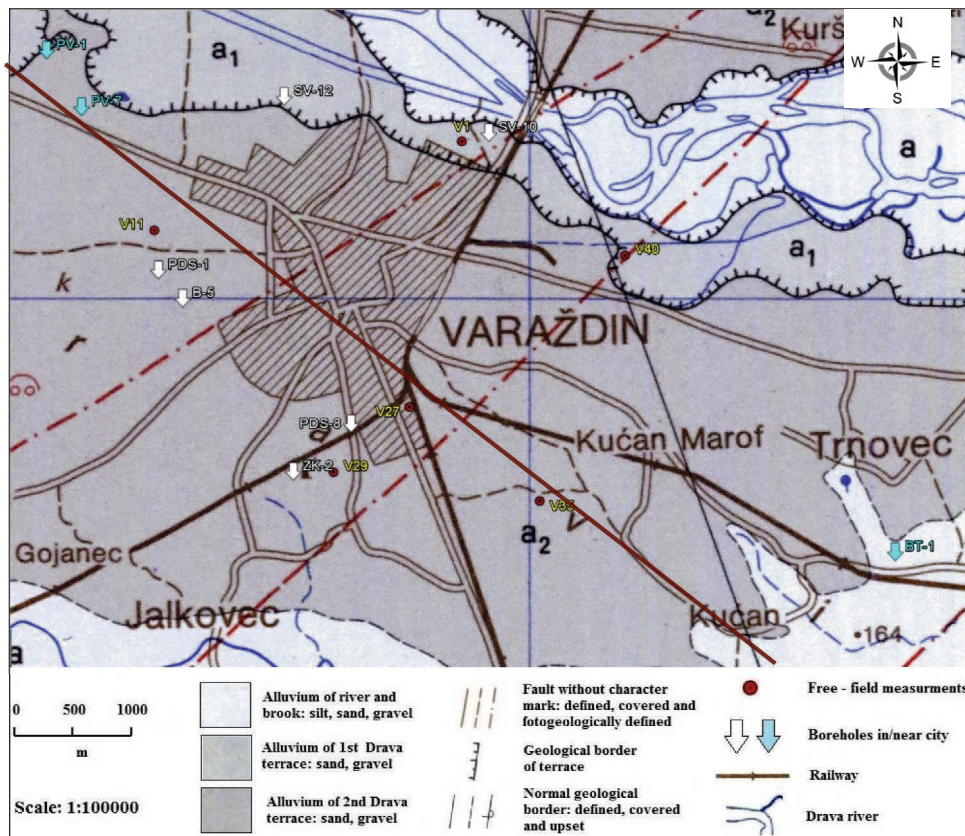 PV-1
a₁
a₂
Kurš
N
W E
S
PV-7
SV-12
V1
SV-10
a
V11
V40
a₁
k
PDS-1
B-5
r
VARAŽDIN
V27
PDS-8
a
Kućan Marof
Trnovec
ZK-2
V29
V35
a₂
BT-1
Gojanec
Jalkovec
Kućan
i
164
a
0 500 1000
m
Scale: 1:100000
Alluvium of river and
brook: silt, sand, gravel
Alluvium of 1st Drava
terrace: sand, gravel
Alluvium of 2nd Drava
terrace: sand, gravel
Fault without character
mark: defined, covered and
fotogeologically defined
Geological border
of terrace
Normal geological
border: defined, covered
and upset
Free - field measurments
Boreholes in/near city
Railway
Drava river